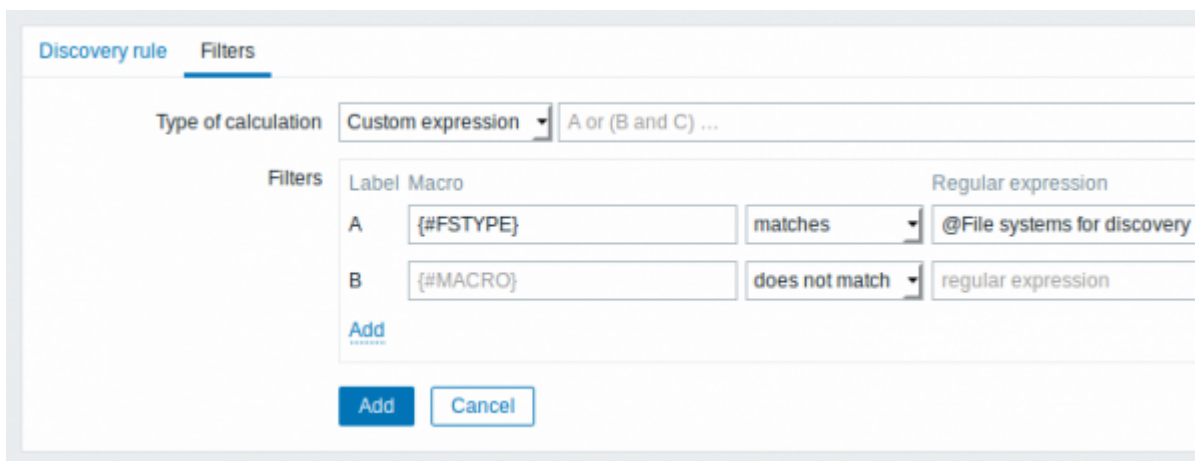 Discovery rule Filters
Type of calculation Custom expression A or (B and C) ...
Filters Label Macro Regular expression
A {#FSTYPE} matches @File systems for discovery
B {#MACRO} does not match regular expression
Add
Add Cancel